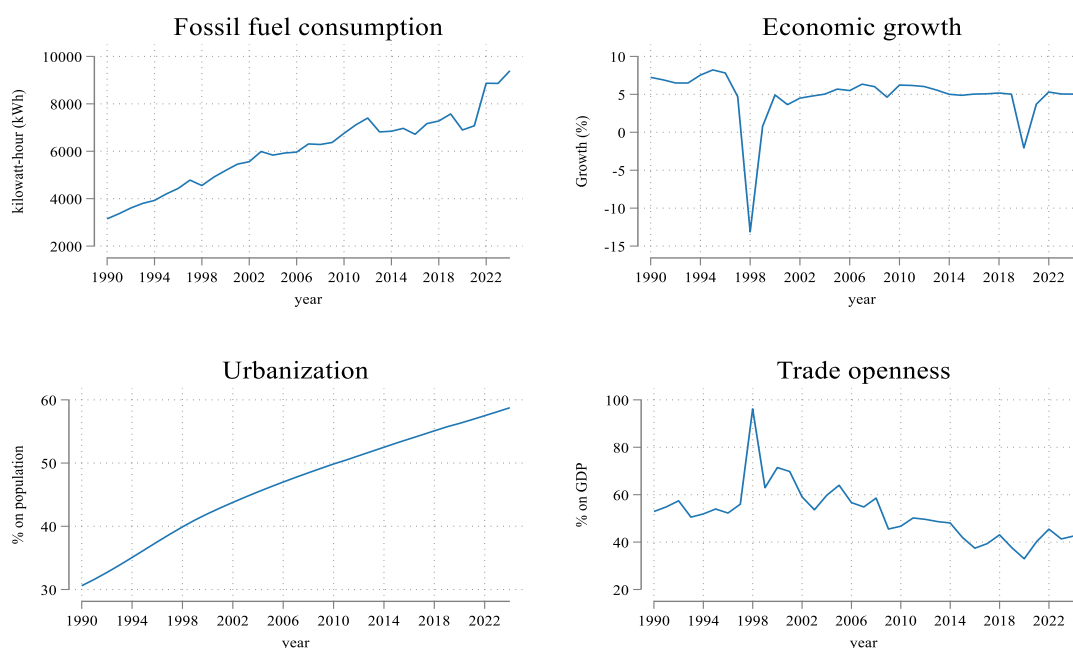 Fossil fuel consumption
kilowatt-hour (kWh)
10000
8000
6000
4000
2000
1990 1994 1998 2002 2006 2010 2014 2018 2022
year
Economic growth
Growth (%)
10
5
0
-5
-10
-15
1990 1994 1998 2002 2006 2010 2014 2018 2022
year
Urbanization
% on population
60
50
40
30
1990 1994 1998 2002 2006 2010 2014 2018 2022
year
Trade openness
% on GDP
100
80
60
40
20
1990 1994 1998 2002 2006 2010 2014 2018 2022
year